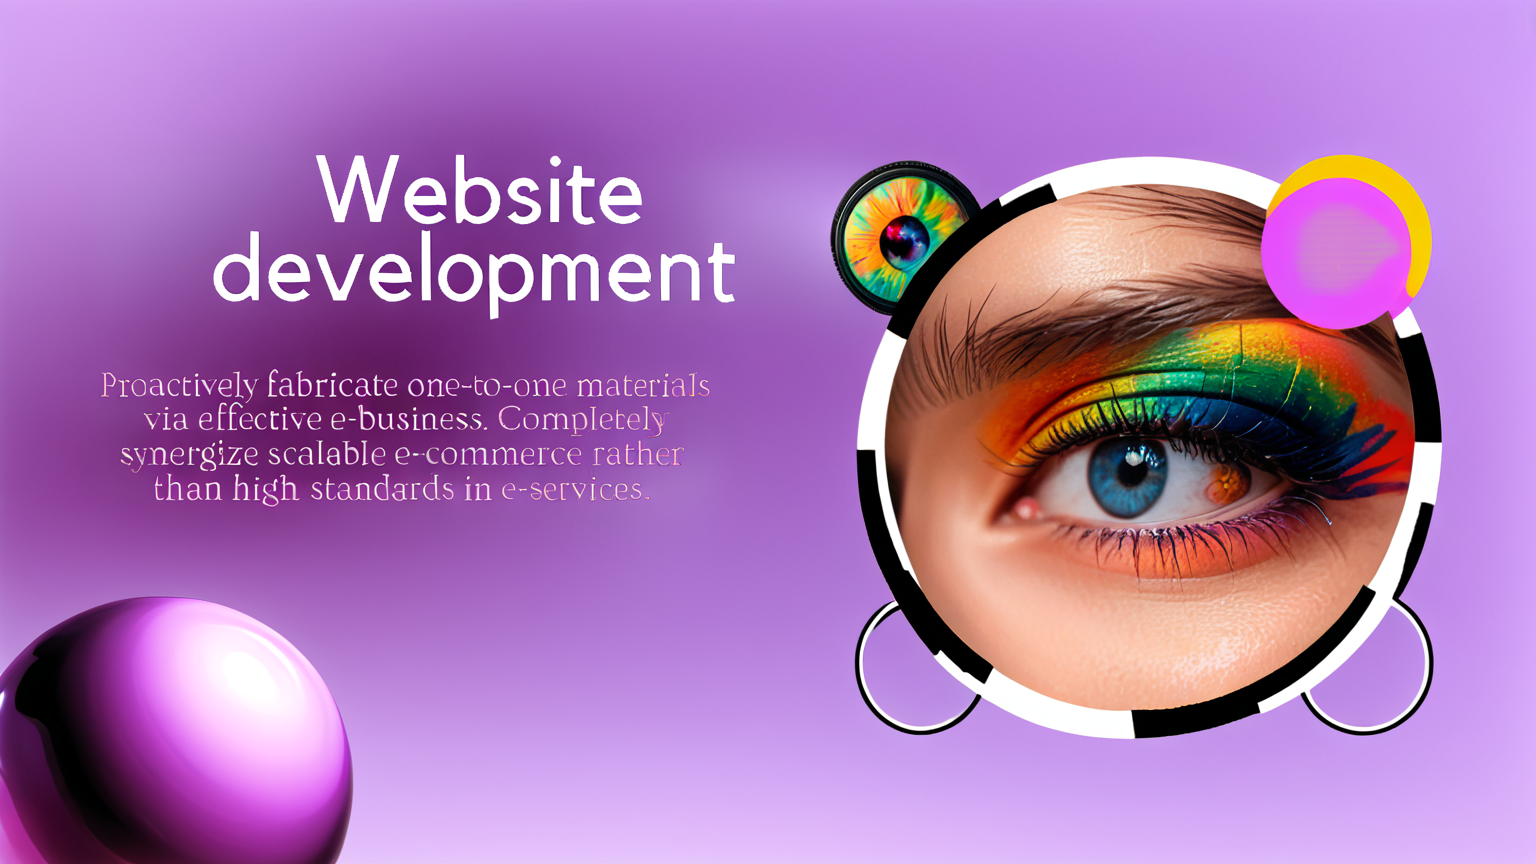 Website
development
Proactively fabricate one-to-one materials
via effective e-business. Completely
synergize scalable e-commerce rather
than high standards in e-services.